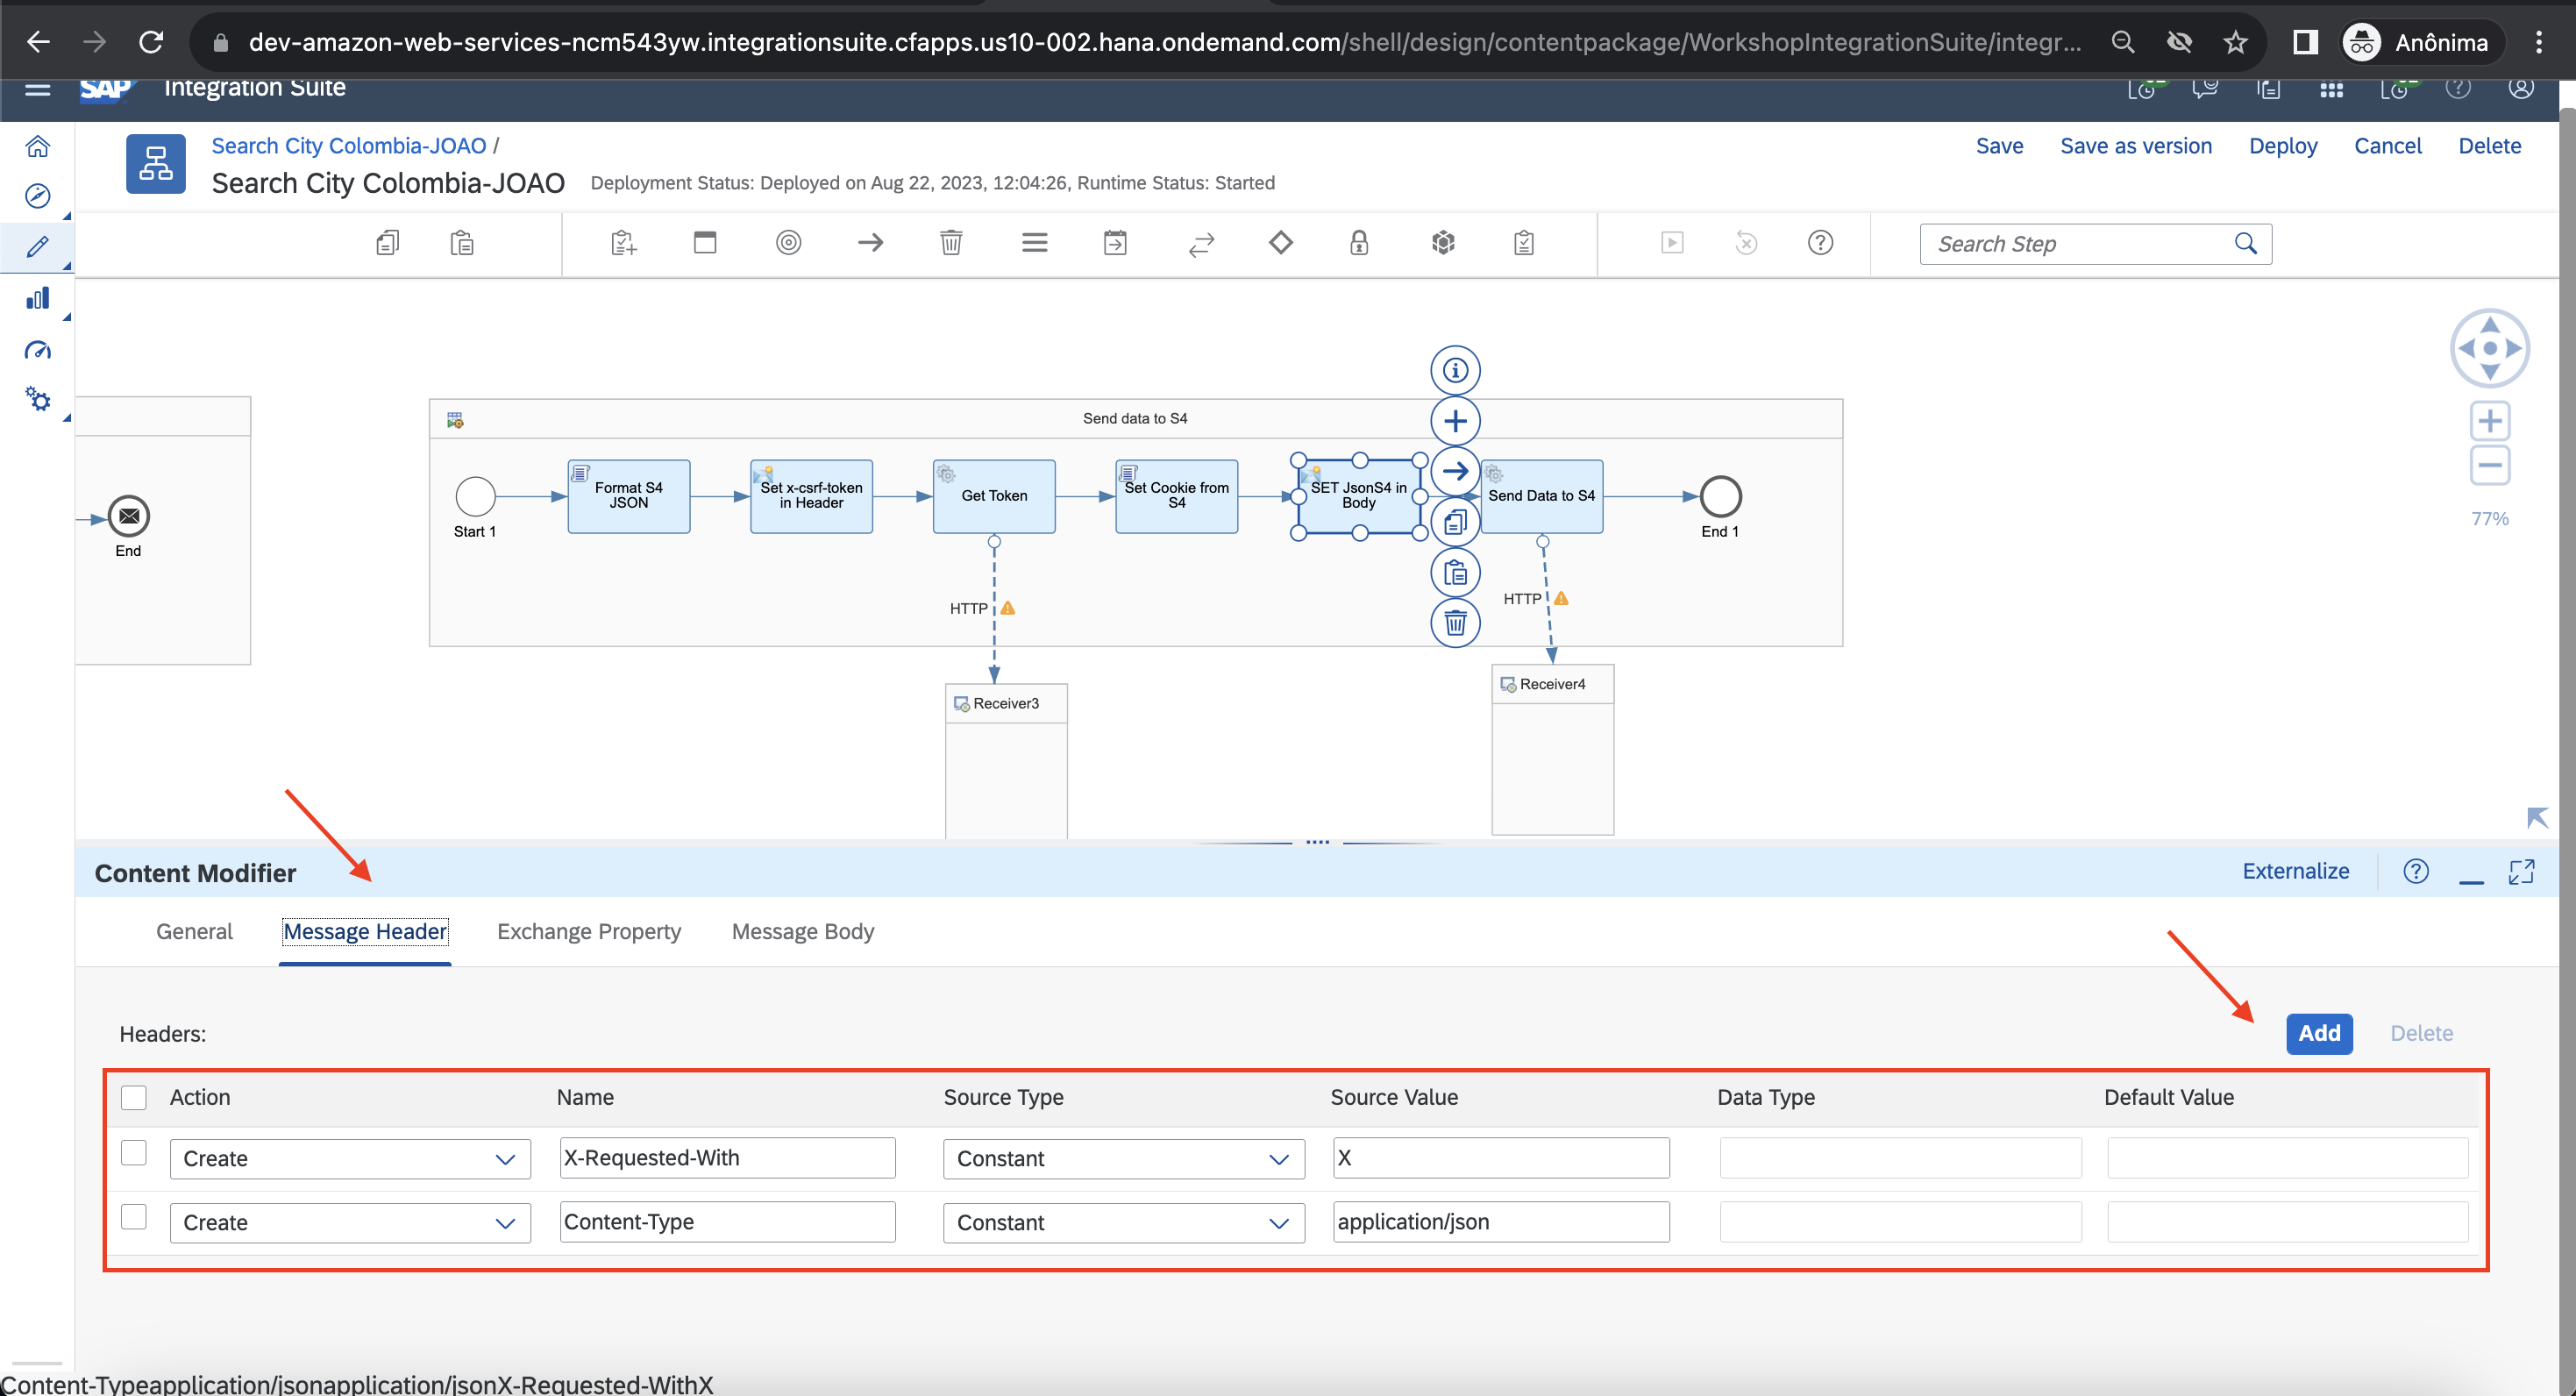 dev-amazon-web-services-ncm543yw.integrationsuite.cfapps.us10-002.hana.ondemand.com/shell/design/contentpackage/WorkshopIntegrationSuite/integr...
Anônima
SAP Integration Suite
Search City Colombia-JOAO /
Save Save as version Deploy Cancel Delete
Search City Colombia-JOAO Deployment Status: Deployed on Aug 22, 2023, 12:04:26, Runtime Status: Started
Search Step
Send data to S4
Start 1
Format S4
JSON
Set x-csrf-token
in Header
Get Token
Set Cookie from
S4
SET JsonS4 in
Body
Send Data to S4
End 1
End
77%
HTTP
HTTP
Receiver3
Receiver4
Content Modifier
Externalize
General Message Header Exchange Property Message Body
Headers:
Add Delete
Action Name Source Type Source Value Data Type Default Value
Create X-Requested-With Constant X
Create Content-Type Constant application/json
Content-Typeapplication/jsonapplication/jsonX-Requested-WithX